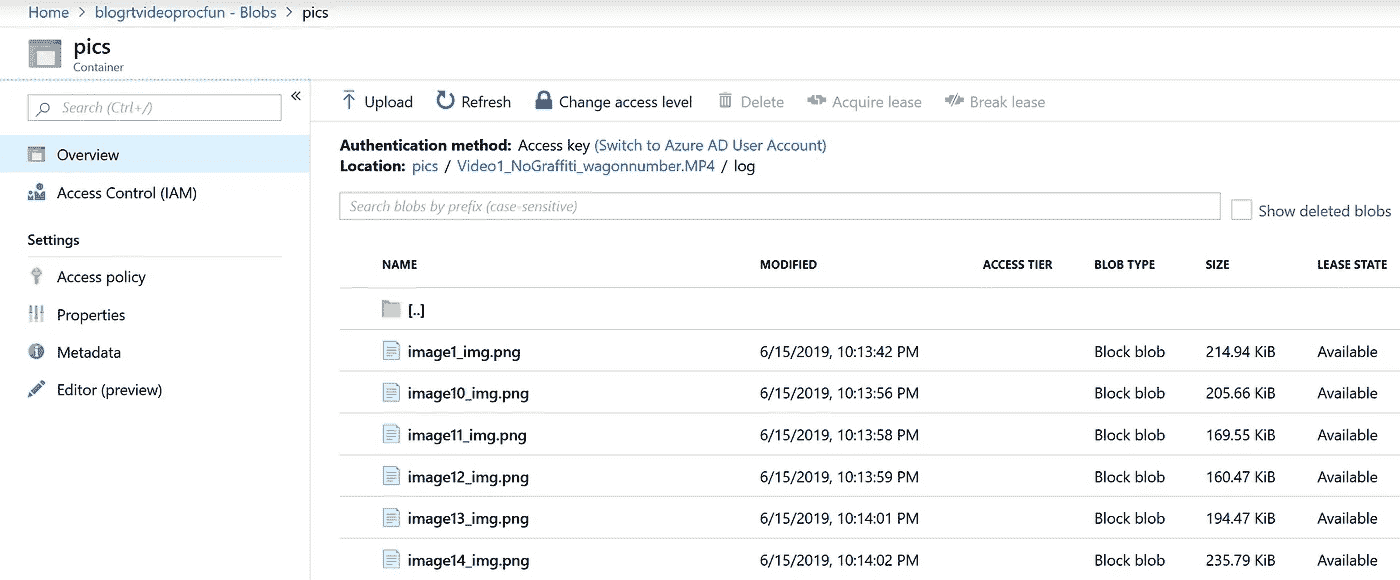 Home > blogrtvideoprocfun - Blobs > pics
pics
Container
Search (Ctrl+/)
«
Overview
Access Control (IAM)
Settings
Access policy
Properties
Metadata
Editor (preview)
Upload Refresh Change access level Delete Acquire lease Break lease
Authentication method: Access key (Switch to Azure AD User Account)
Location: pics / Video1_NoGraffiti_wagonnumber.MP4 / log
Search blobs by prefix (case-sensitive)
Show deleted blobs
NAME MODIFIED ACCESS TIER BLOB TYPE SIZE LEASE STATE
[..]
image1_img.png 6/15/2019, 10:13:42 PM Block blob 214.94 KiB Available
image10_img.png 6/15/2019, 10:13:56 PM Block blob 205.66 KiB Available
image11_img.png 6/15/2019, 10:13:58 PM Block blob 169.55 KiB Available
image12_img.png 6/15/2019, 10:13:59 PM Block blob 160.47 KiB Available
image13_img.png 6/15/2019, 10:14:01 PM Block blob 194.47 KiB Available
image14_img.png 6/15/2019, 10:14:02 PM Block blob 235.79 KiB Available